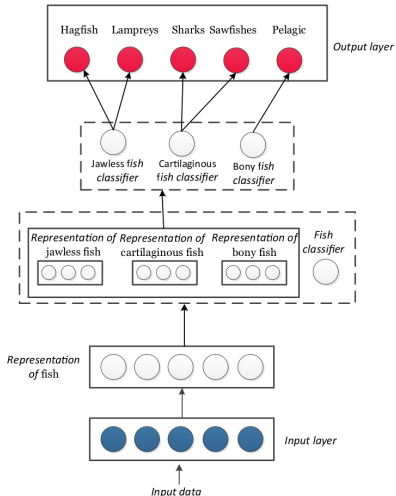 Hagfish Lampreys Sharks Sawfishes Pelagic
Output layer
Jawless fish classifier
Cartilaginous fish classifier
Bony fish classifier
Fish classifier
Representation of jawless fish
Representation of cartilaginous fish
Representation of bony fish
Representation of fish
Input layer
Input data